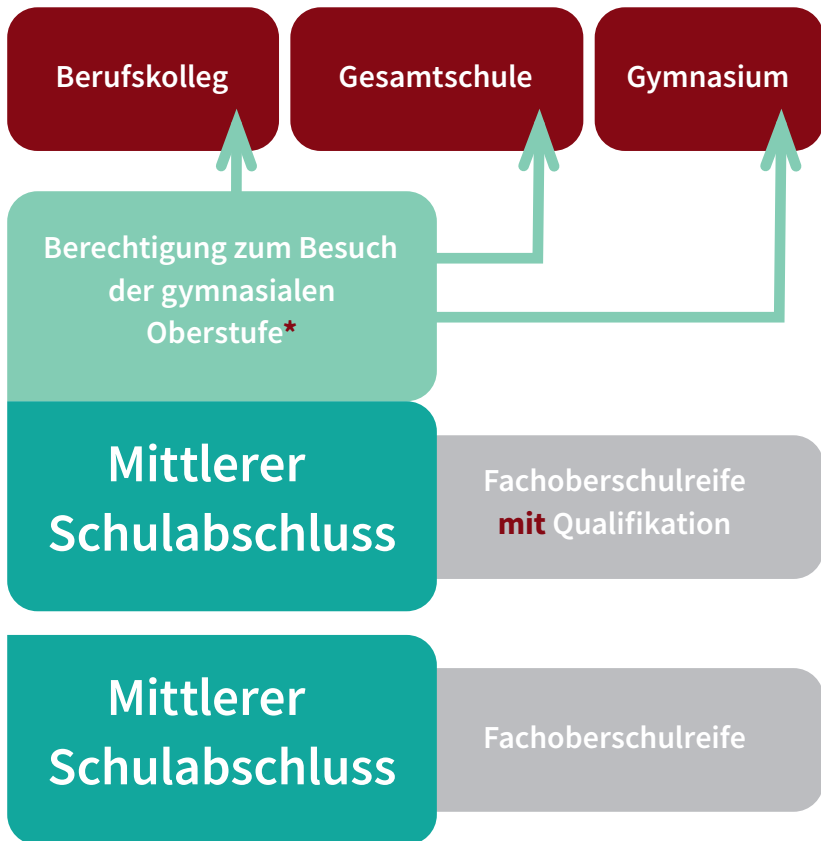 Berufskolleg
Gesamtschule
Gymnasium
Berechtigung zum Besuch
der gymnasialen
Oberstufe*
Mittlerer
Schulabschluss
Fachoberschulreife
mit Qualifikation
Mittlerer
Schulabschluss
Fachoberschulreife